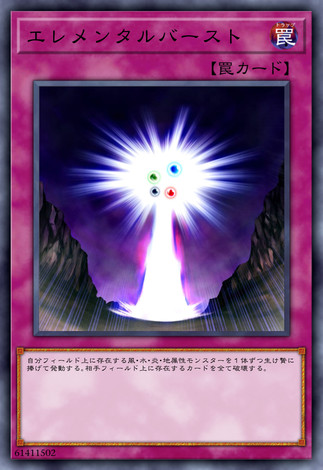 エレメンタルバースト
トラップ
罠
【罠カード】
自分フィールド上に存在する風・水・炎・地属性モンスターを１体ずつ生け贄に
捧げて発動する。相手フィールド上に存在するカードを全て破壊する。
61411502